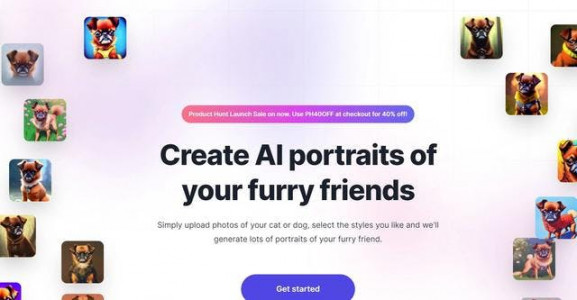 Product Hunt Launch Sale on now. Use PH40OFF at checkout for 40% off!
Create AI portraits of
your furry friends
Simply upload photos of your cat or dog, select the styles you like and we'll
generate lots of portraits of your furry friend.
Get started